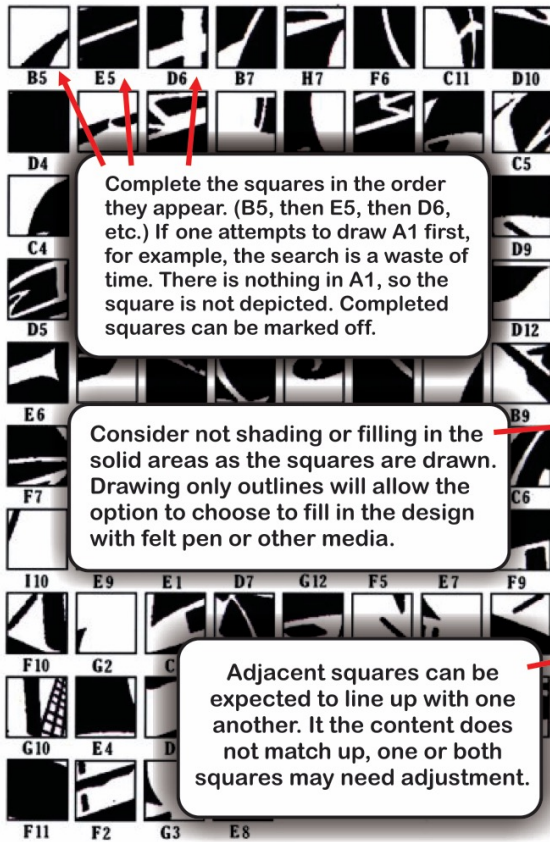 B5 E5 D6 B7 H7 F6 C11 D10
D4 C5
Complete the squares in the order
they appear. (B5, then E5, then D6,
etc.) If one attempts to draw A1 first,
for example, the search is a waste of
time. There is nothing in A1, so the
square is not depicted. Completed
squares can be marked off.
C4 D9
D5 D12
E6 B9
Consider not shading or filling in the
solid areas as the squares are drawn.
Drawing only outlines will allow the
option to choose to fill in the design
with felt pen or other media.
F7 C6
I10 E9 E1 D7 G12 F5 E7 F9
F10 G2 C
Adjacent squares can be
expected to line up with one
another. It the content does
not match up, one or both
squares may need adjustment.
G10 E4 D
F11 F2 G3 E8